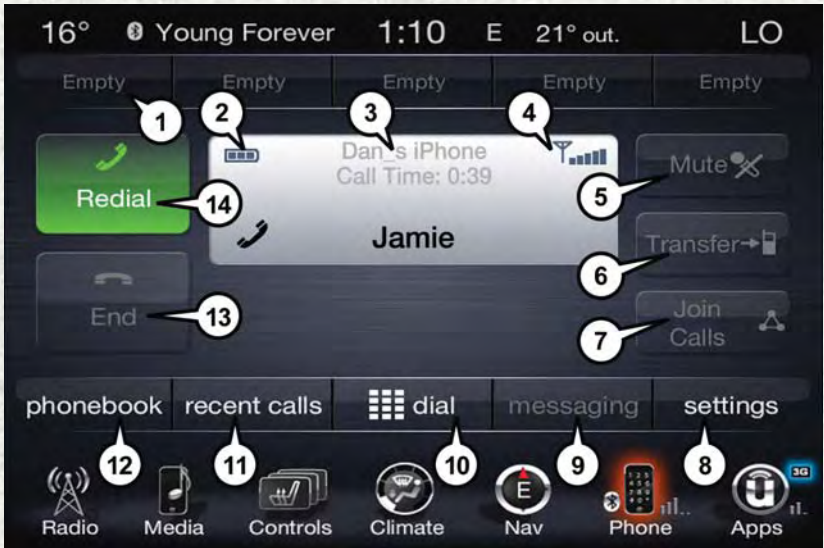 16° Young Forever 1:10 E 21° out. LO
Empty Empty Empty Empty Empty
1 2 3 4
Dan_s iPhone
Call Time: 0:39
Mute
5
Redial 14
Jamie
Transfer
6
End 13
Join
Calls
7
phonebook recent calls dial messaging settings
12 11 10 9 8
3G
E
Radio Media Controls Climate Nav Phone Apps